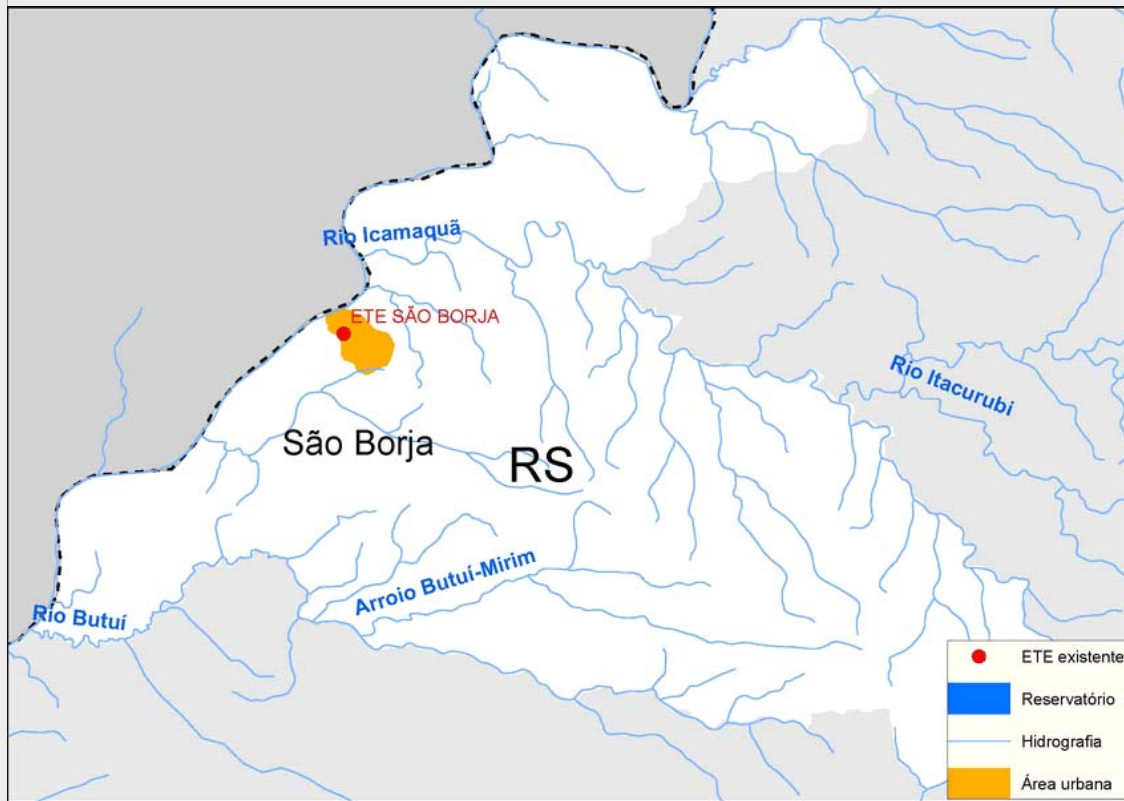 Rio Icamaquã
ETE SÃO BORJA
Rio Itacurubi
São Borja
RS
Arroio Butuí-Mirim
Rio Butuí
ETE existente
Reservatório
Hidrografia
Área urbana